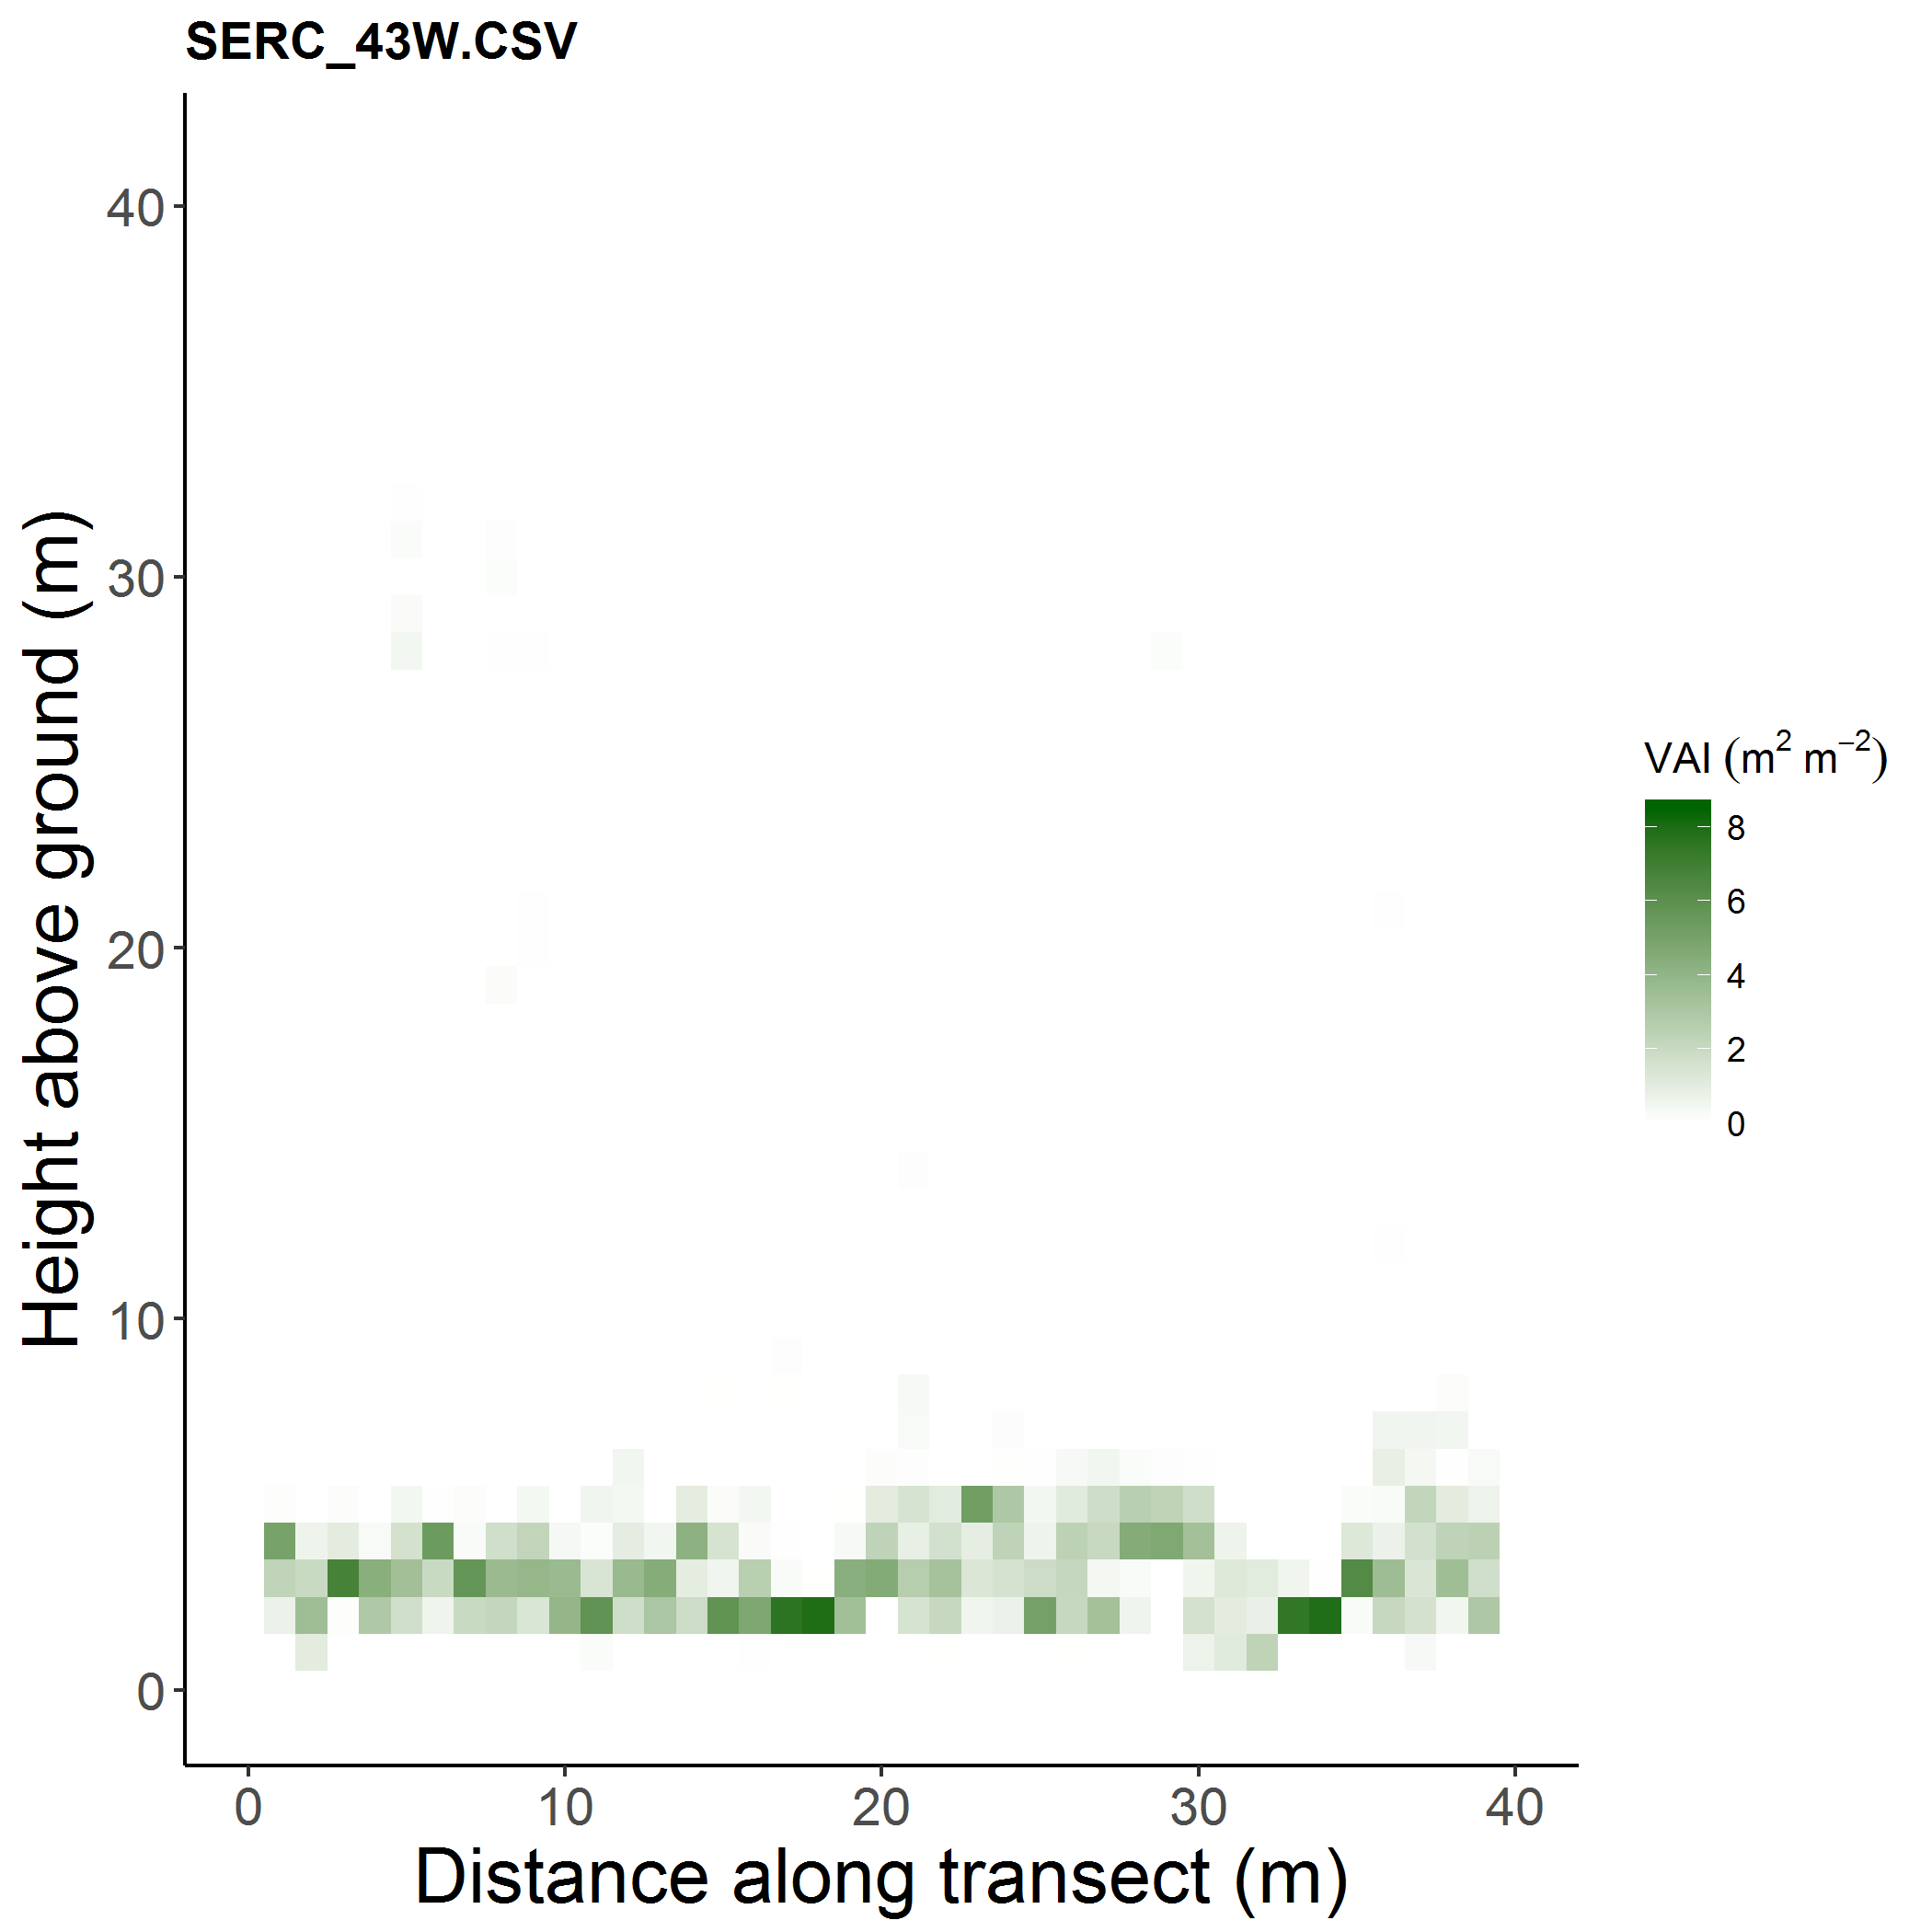 SERC_43W.CSV
Height above ground (m)
40
30
20
10
0
0 10 20 30 40
Distance along transect (m)
VAI (m² m⁻²)
8
6
4
2
0